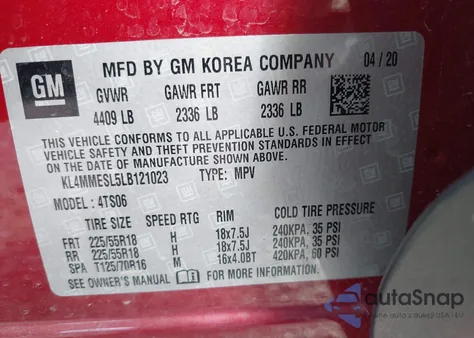 MFD BY GM KOREA COMPANY 04 / 20
GM
GVWR GAWR FRT GAWR RR
4409 LB 2336 LB 2336 LB
THIS VEHICLE CONFORMS TO ALL APPLICABLE U.S. FEDERAL MOTOR
VEHICLE SAFETY AND THEFT PREVENTION STANDARDS IN EFFECT ON
THE DATE OF MANUFACTURE SHOWN ABOVE.
KL4MMESL5LB121023 TYPE: MPV
MODEL: 4TS06
TIRE SIZE SPEED RTG RIM COLD TIRE PRESSURE
FRT 225/55R18 H 18x7.5J 240KPA, 35 PSI
RR 225/55R18 H 18x7.5J 240KPA, 35 PSI
SPA T125/70R16 M 16x4.0BT 420KPA, 60 PSI
SEE OWNER'S MANUAL FOR MORE INFORMATION
autaSnap